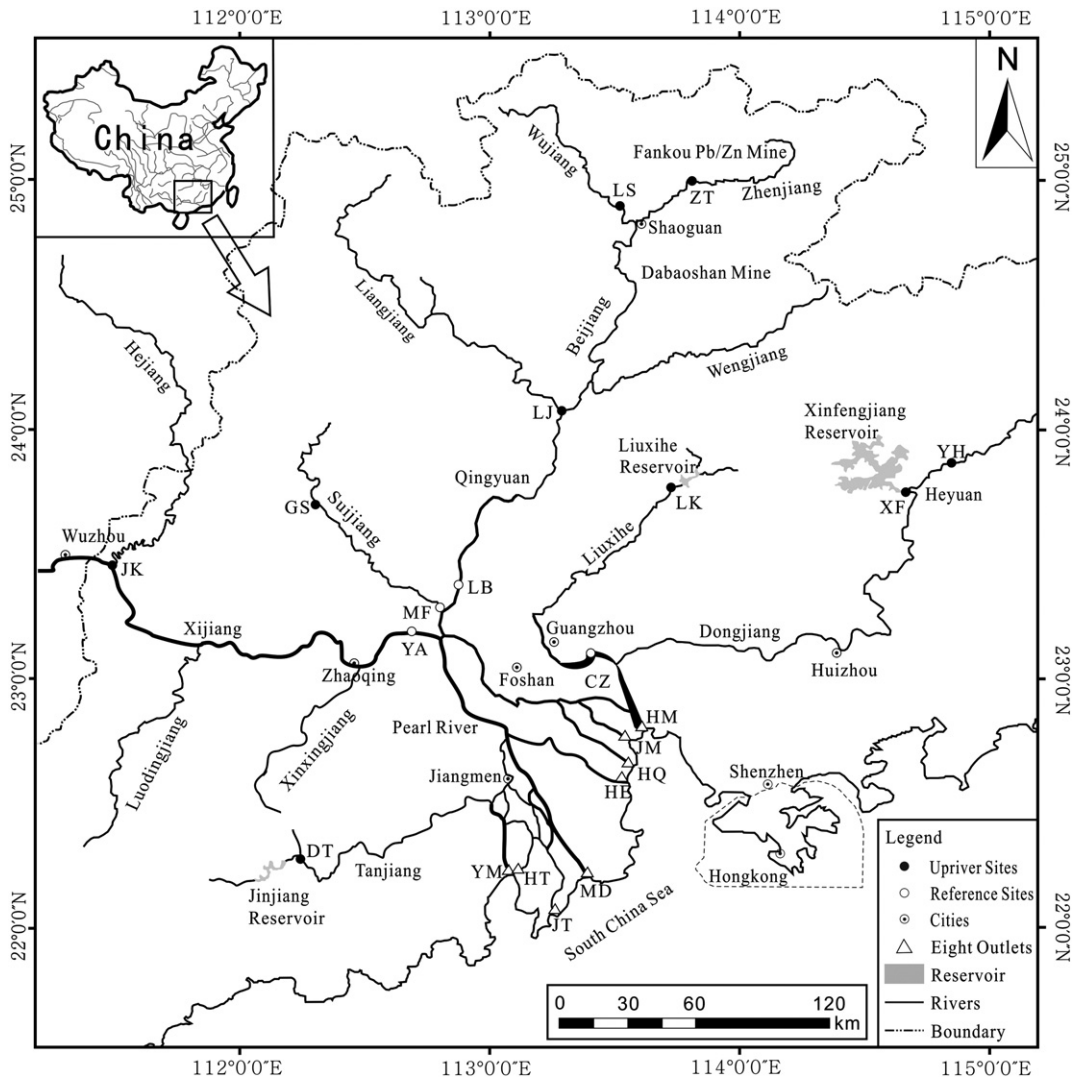 112°0'0"E
113°0'0"E
114°0'0"E
115°0'0"E
N
China
Wujiang
Fankou Pb/Zn Mine
25°0'0"N
25°0'0"N
LS
ZT
Zhenjiang
Shaoguan
Dabaoshan Mine
Liangjiang
Beijiang
Hejiang
Wengjiang
LJ
24°0'0"N
24°0'0"N
Xinfengjiang
Reservoir
Liuxihe
Reservoir
YH
Qingyuan
GS
Suijiang
LK
XF
Heyuan
Wuzhou
JK
Liuxihe
LB
MF
Xijiang
YA
Guangzhou
Dongjiang
Zhaoqing
Foshan
CZ
Huizhou
23°0'0"N
23°0'0"N
HM
Pearl River
JM
Luodingjiang
Xinxingjiang
Jiangmen
HQ
Shenzhen
HE
DT
Tanjiang
YM
HT
MD
Hongkong
Jinjiang
Reservoir
JT
South China Sea
22°0'0"N
22°0'0"N
Legend
Upriver Sites
Reference Sites
Cities
Eight Outlets
Reservoir
Rivers
Boundary
0 30 60 120
km
112°0'0"E
113°0'0"E
114°0'0"E
115°0'0"E